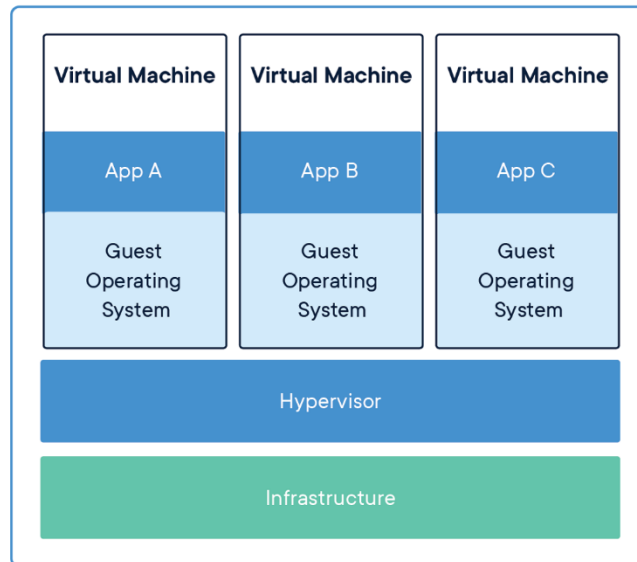 Virtual Machine
App A
Guest
Operating
System
Virtual Machine
App B
Guest
Operating
System
Virtual Machine
App C
Guest
Operating
System
Hypervisor
Infrastructure